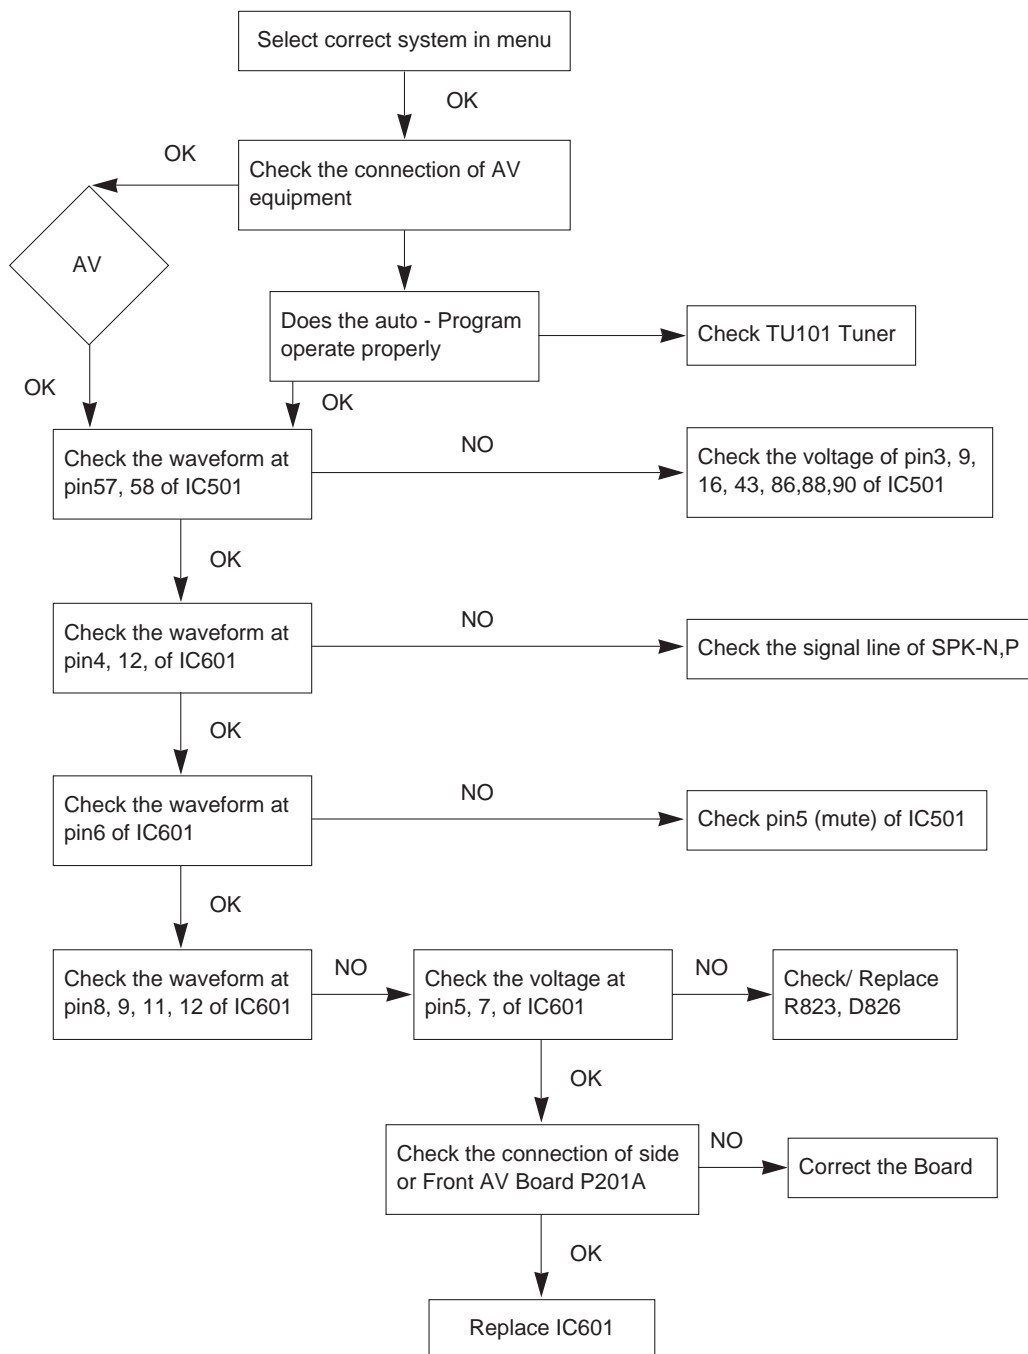 Select correct system in menu
OK
OK
Check the connection of AV
equipment
AV
Does the auto - Program
operate properly
Check TU101 Tuner
OK
OK
Check the waveform at
pin57, 58 of IC501
NO
Check the voltage of pin3, 9,
16, 43, 86,88,90 of IC501
OK
Check the waveform at
pin4, 12, of IC601
NO
Check the signal line of SPK-N,P
OK
Check the waveform at
pin6 of IC601
NO
Check pin5 (mute) of IC501
OK
Check the waveform at
pin8, 9, 11, 12 of IC601
NO
Check the voltage at
pin5, 7, of IC601
NO
Check/ Replace
R823, D826
OK
Check the connection of side
or Front AV Board P201A
NO
Correct the Board
OK
Replace IC601